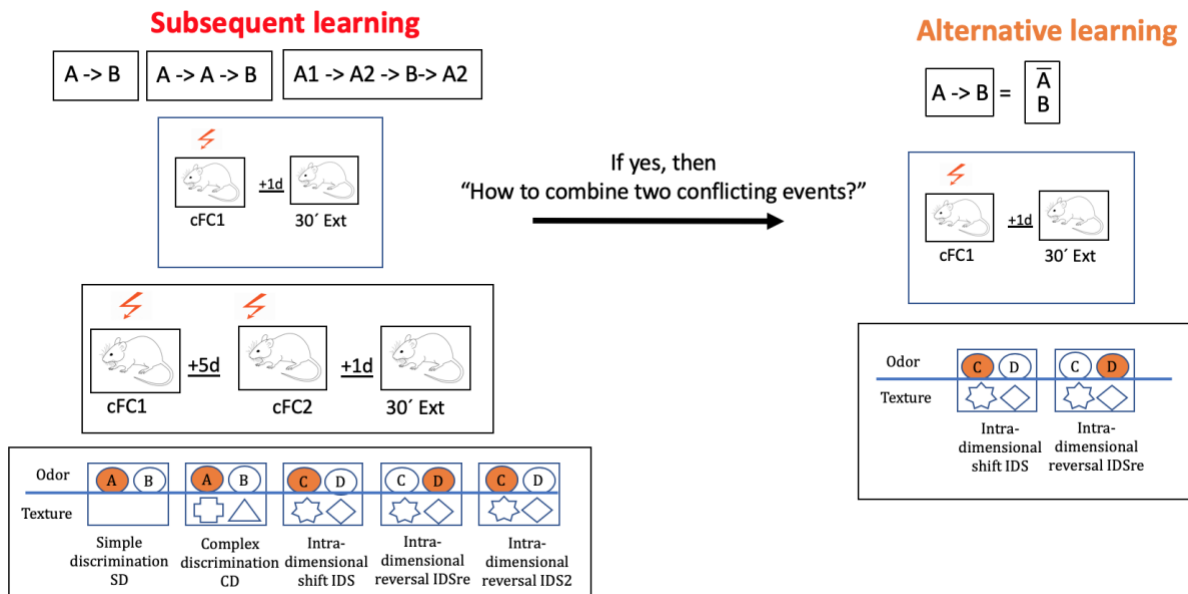 Subsequent learning
A -> B
A -> A -> B
A1 -> A2 -> B-> A2
cFC1
+1d
30´ Ext
cFC1
+5d
cFC2
+1d
30´ Ext
Odor
Texture
A B
A B
C D
C D
C D
Simple
discrimination
SD
Complex
discrimination
CD
Intra-
dimensional
shift IDS
Intra-
dimensional
reversal IDSre
Intra-
dimensional
reversal IDS2
If yes, then
“How to combine two conflicting events?”
Alternative learning
A -> B = A̅
B
cFC1
+1d
30´ Ext
Odor
Texture
C D
C D
Intra-
dimensional
shift IDS
Intra-
dimensional
reversal IDSre